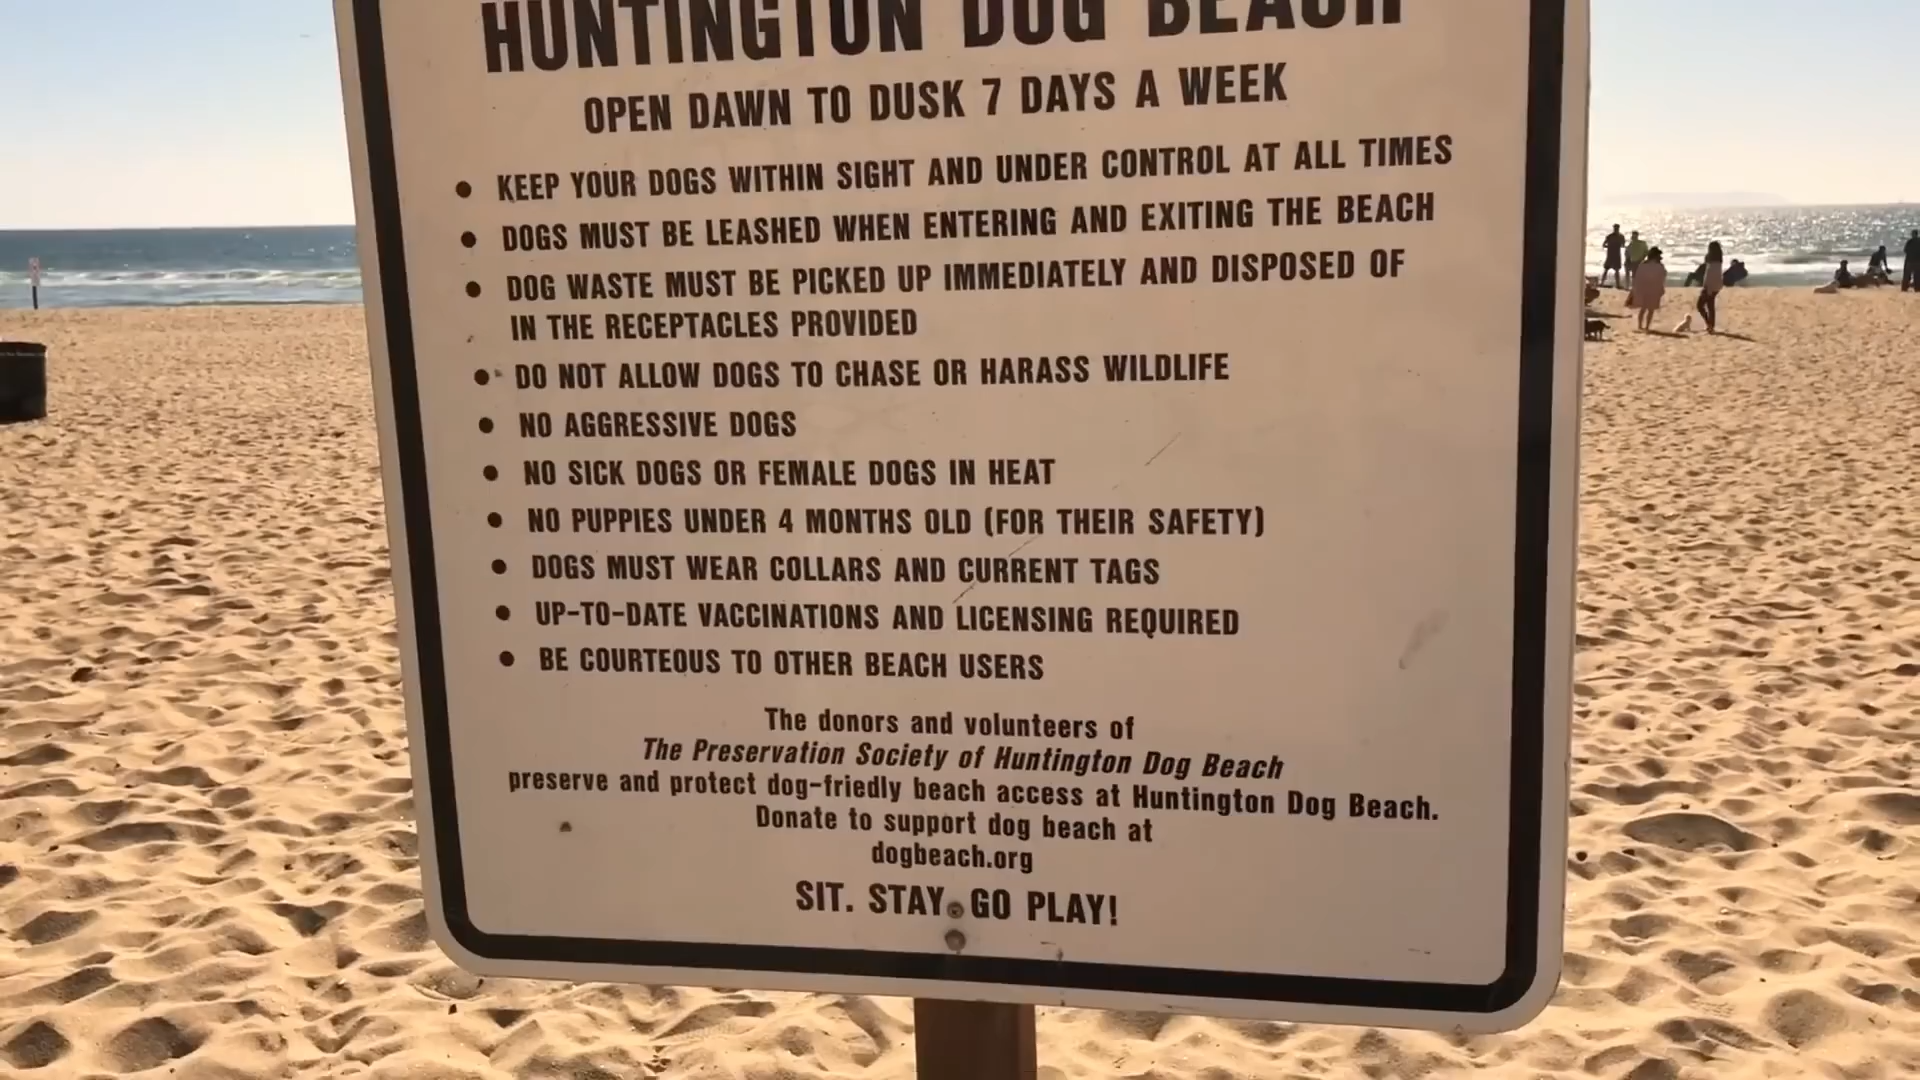 HUNTINGTON DOG BEACH
OPEN DAWN TO DUSK 7 DAYS A WEEK
• KEEP YOUR DOGS WITHIN SIGHT AND UNDER CONTROL AT ALL TIMES
• DOGS MUST BE LEASHED WHEN ENTERING AND EXITING THE BEACH
• DOG WASTE MUST BE PICKED UP IMMEDIATELY AND DISPOSED OF
IN THE RECEPTACLES PROVIDED
• DO NOT ALLOW DOGS TO CHASE OR HARASS WILDLIFE
• NO AGGRESSIVE DOGS
• NO SICK DOGS OR FEMALE DOGS IN HEAT
• NO PUPPIES UNDER 4 MONTHS OLD (FOR THEIR SAFETY)
• DOGS MUST WEAR COLLARS AND CURRENT TAGS
• UP-TO-DATE VACCINATIONS AND LICENSING REQUIRED
• BE COURTEOUS TO OTHER BEACH USERS
The donors and volunteers of
The Preservation Society of Huntington Dog Beach
preserve and protect dog-friendly beach access at Huntington Dog Beach.
Donate to support dog beach at
dogbeach.org
SIT. STAY. GO PLAY!